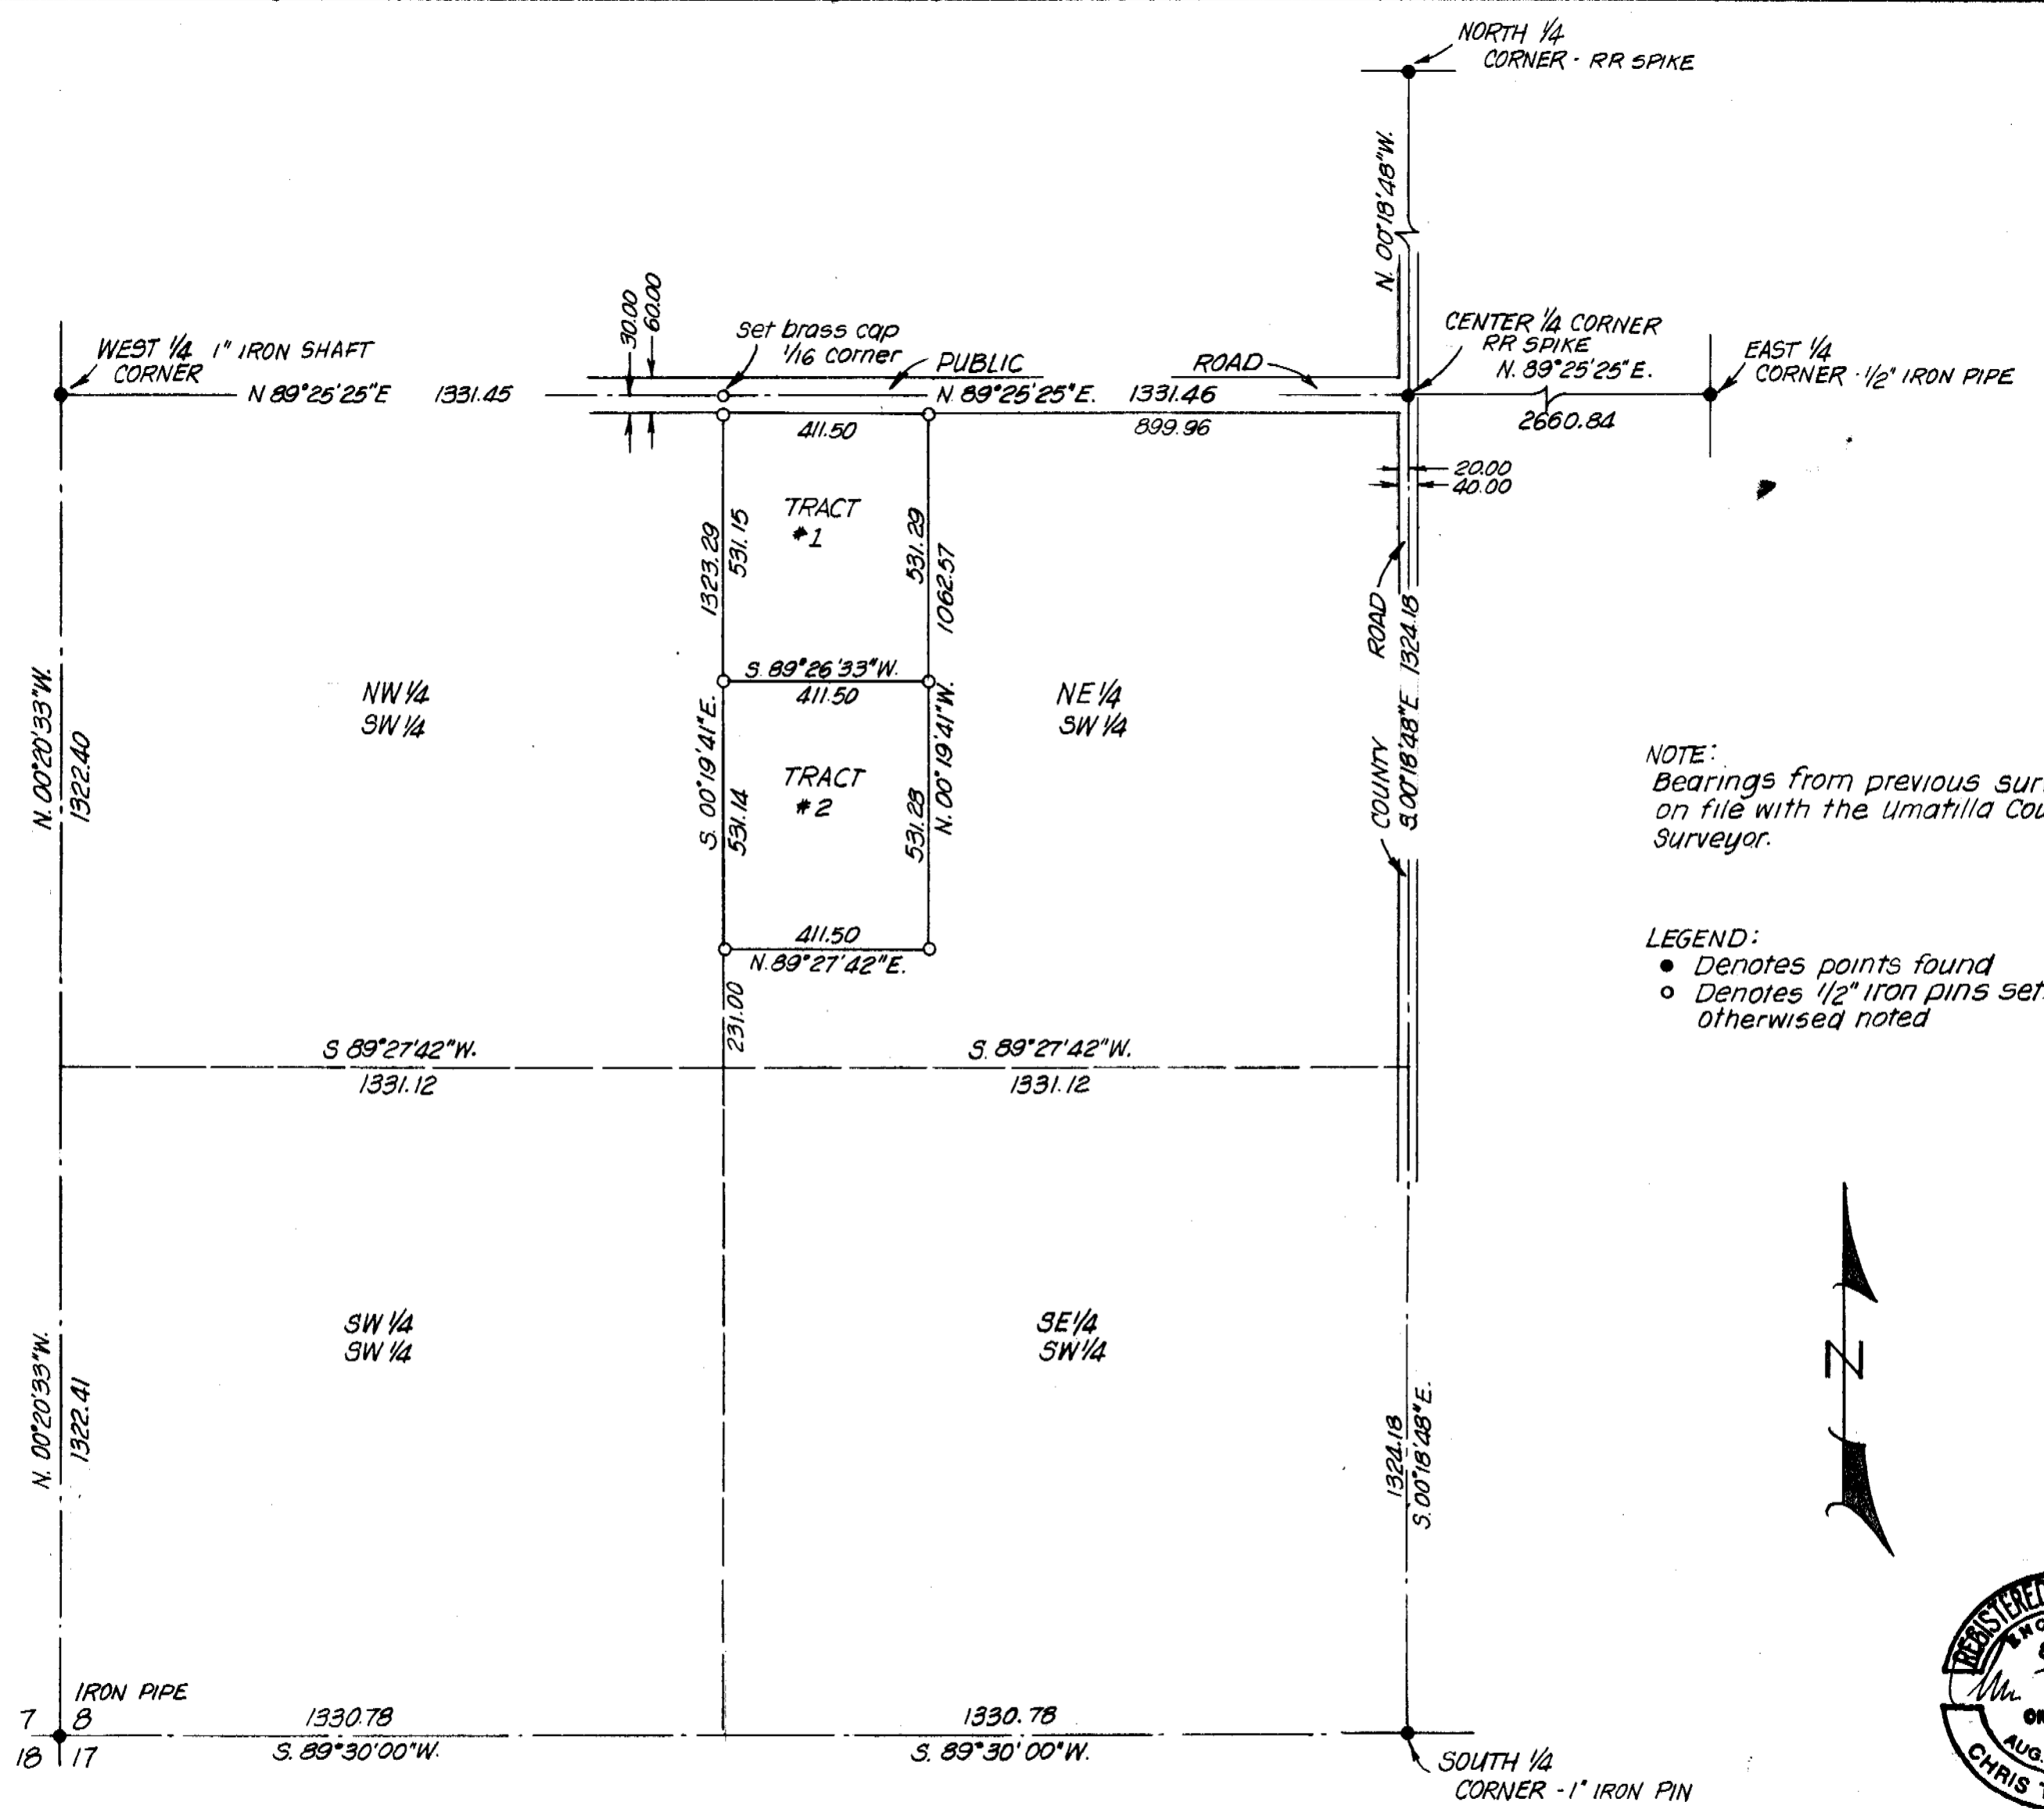 NORTH 1/4
CORNER - RR SPIKE
N. 00°18'48"W.
30.00
60.00
WEST 1/4 1" IRON SHAFT
CORNER
Set brass cap
1/16 corner
PUBLIC
ROAD
CENTER 1/4 CORNER
RR SPIKE
N. 89°25'25"E.
EAST 1/4
CORNER - 1/2" IRON PIPE
N 89°25'25"E 1331.45
N. 89°25'25"E. 1331.46
2660.84
411.50
899.96
20.00
40.00
TRACT
#1
1323.29
531.15
531.29
1062.57
ROAD
COUNTY
S.00°18'48"E 1324.18
S. 89°26'33"W.
411.50
NW 1/4
SW 1/4
NE 1/4
SW 1/4
N. 00°20'33"W.
1322.40
S. 00°19'41"E.
531.14
TRACT
#2
531.28
N. 00°19'41"W.
NOTE:
Bearings from previous
on file with the Umatilla
Surveyor.
411.50
N. 89°27'42"E.
231.00
LEGEND:
● Denotes points found
○ Denotes 1/2" iron pins set
otherwised noted
S 89°27'42"W.
1331.12
S. 89°27'42"W.
1331.12
SW 1/4
SW 1/4
SE 1/4
SW 1/4
N. 00°20'33"W.
1322.41
1324.18
S. 00°18'48"E.
N
REGISTERED
AUG.
CHRIS
IRON PIPE
7 8
18 17
1330.78
S. 89°30'00"W.
1330.78
S. 89°30'00"W.
SOUTH 1/4
CORNER - 1" IRON PIN